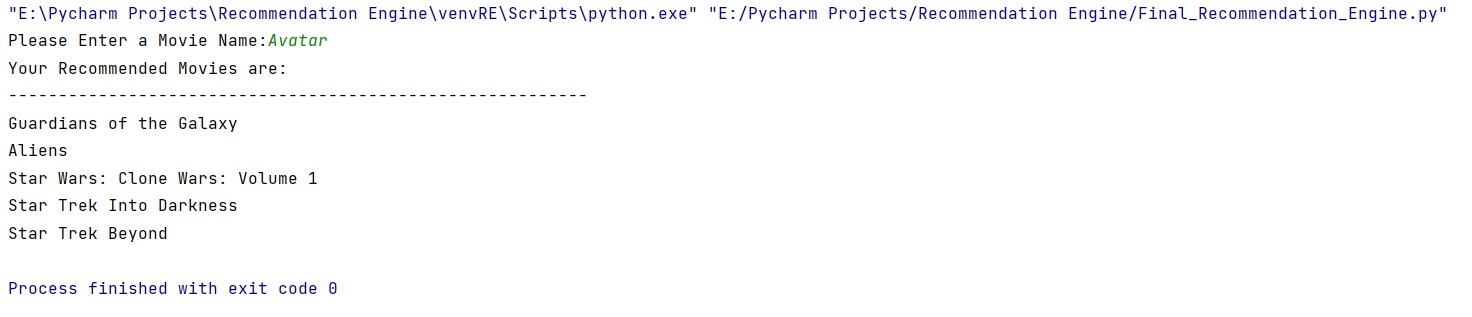 "E:\Pycharm Projects\Recommendation Engine\venvRE\Scripts\python.exe" "E:/Pycharm Projects/Recommendation Engine/Final_Recommendation_Engine.py"
Please Enter a Movie Name:Avatar
Your Recommended Movies are:
----------------------------------------------------------
Guardians of the Galaxy
Aliens
Star Wars: Clone Wars: Volume 1
Star Trek Into Darkness
Star Trek Beyond
Process finished with exit code 0